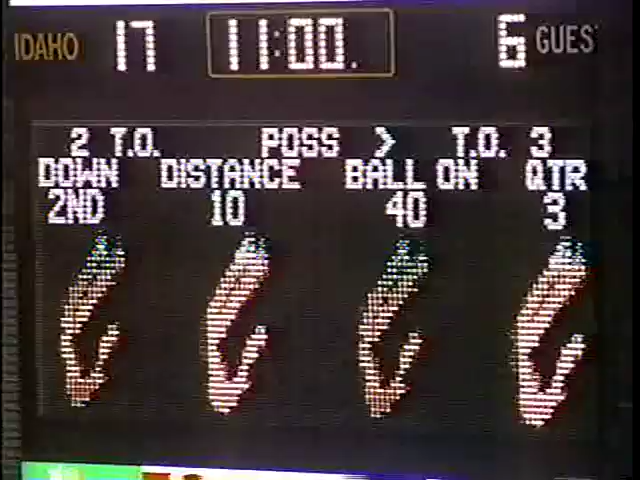 IDAHO 17 11:00. 6 GUES
2 T.O. POSS > T.O. 3
DOWN DISTANCE BALL ON QTR
2ND 10 40 3